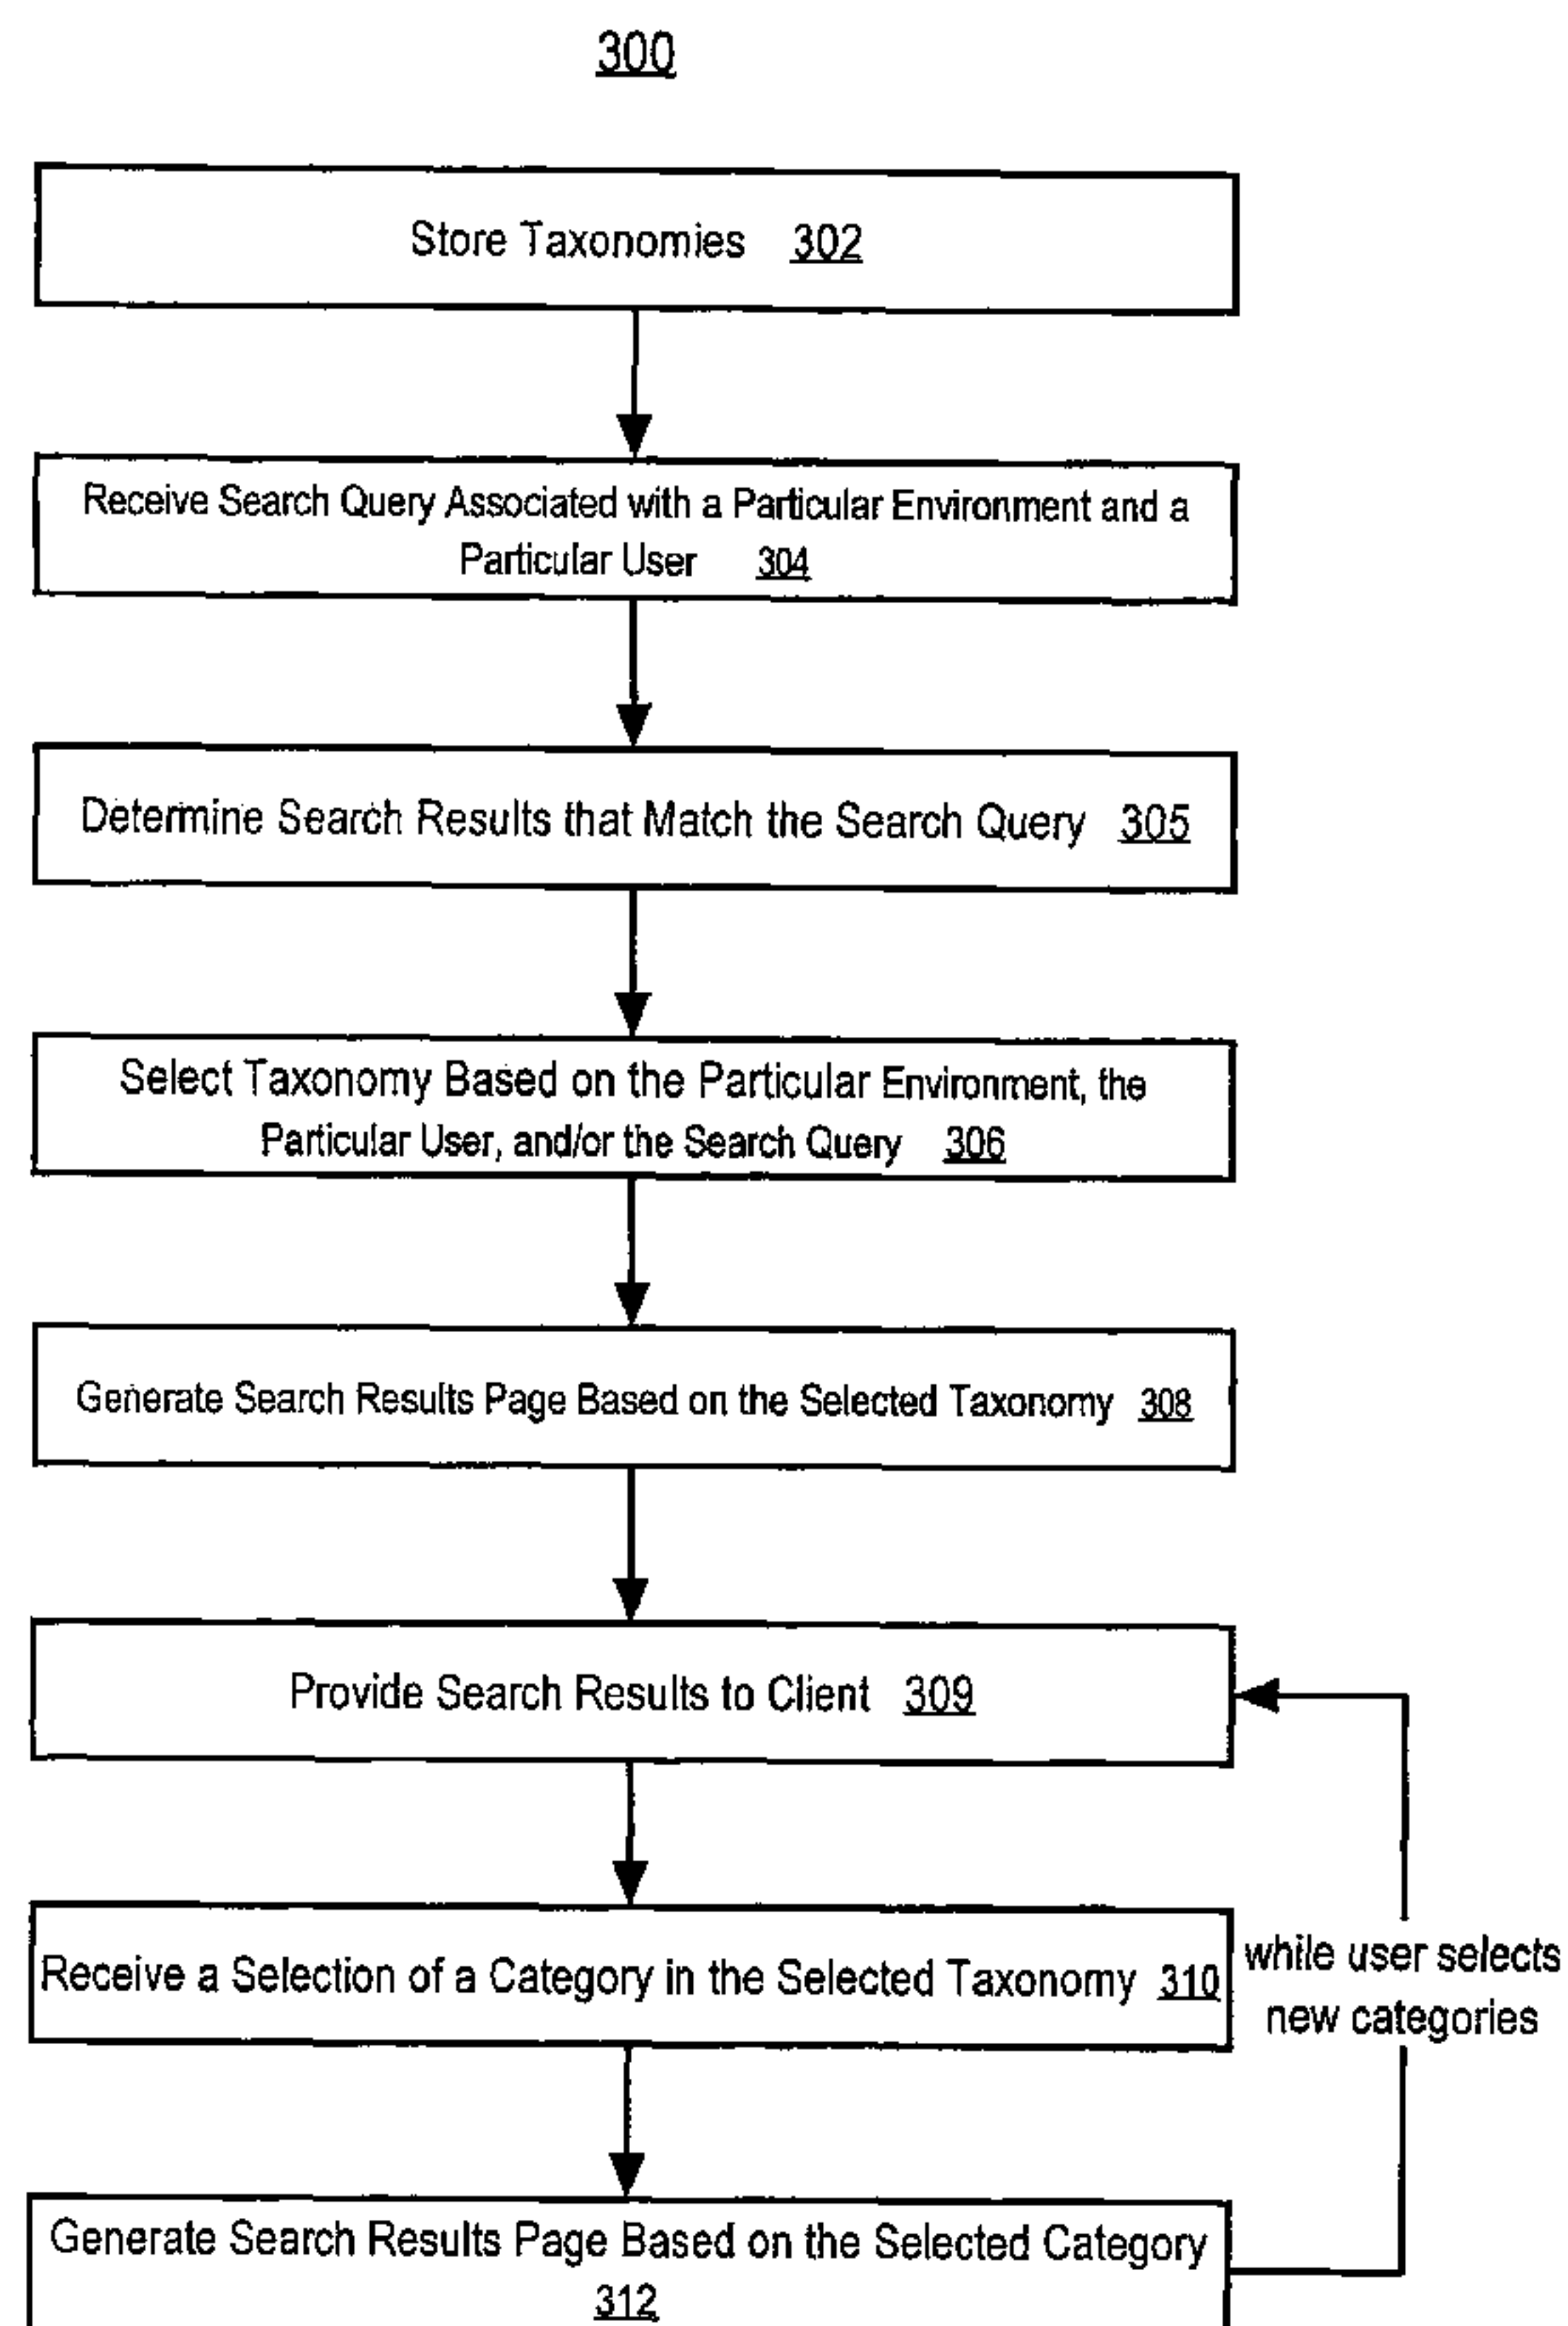 300
Store Taxonomies 302
Receive Search Query Associated with a Particular Environment and a
Particular User 304
Determine Search Results that Match the Search Query 305
Select Taxonomy Based on the Particular Environment, the
Particular User, and/or the Search Query 306
Generate Search Results Page Based on the Selected Taxonomy 308
Provide Search Results to Client 309
Receive a Selection of a Category in the Selected Taxonomy 310
while user selects
new categories
Generate Search Results Page Based on the Selected Category
312